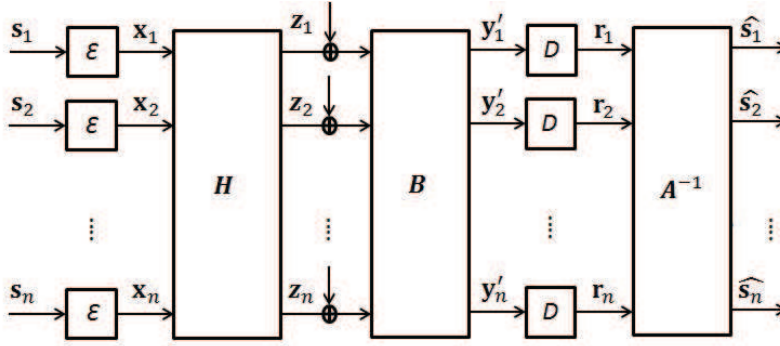 s₁ ℰ x₁ z₁ y′₁ D r₁ ŝ₁
s₂ ℰ x₂ z₂ y′₂ D r₂ ŝ₂
H B A⁻¹
⋮ ⋮ ⋮ ⋮
sₙ ℰ xₙ zₙ y′ₙ D rₙ ŝₙ